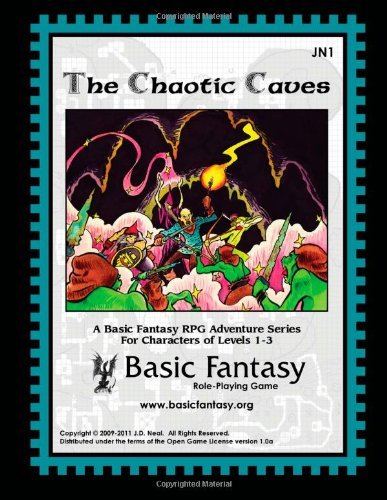 JN1
The Chaotic Caves
A Basic Fantasy RPG Adventure Series
For Characters of Levels 1-3
Basic Fantasy
Role-Playing Game
www.basicfantasy.org
Copyright © 2009-2011 J.D. Neal. All Rights Reserved.
Distributed under the terms of the Open Game License version 1.0a